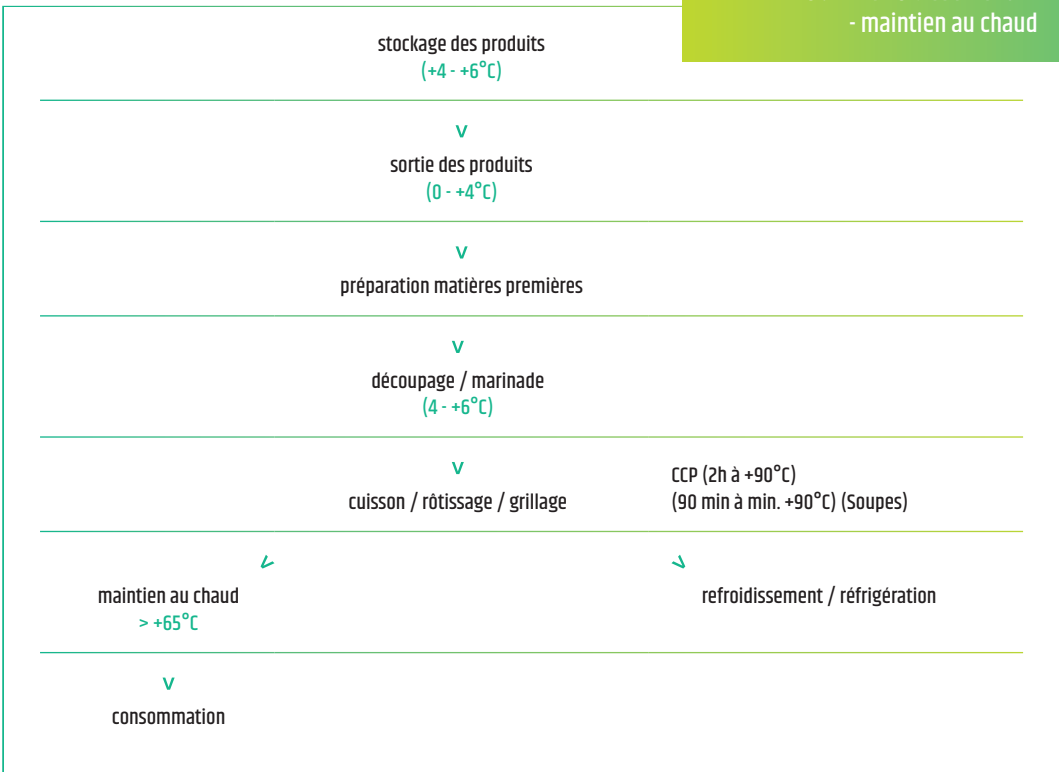 - maintien au chaud
stockage des produits
(+4 - +6°C)
v
sortie des produits
(0 - +4°C)
v
préparation matières premières
v
découpage / marinade
(4 - +6°C)
v
cuisson / rôtissage / grillage
CCP (2h à +90°C)
(90 min à min. +90°C) (Soupes)
maintien au chaud
> +65°C
refroidissement / réfrigération
v
consommation